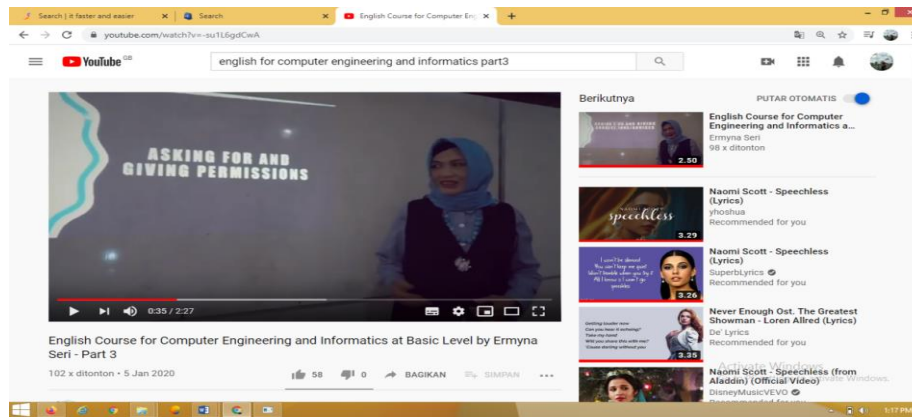 Search | it faster and easier
Search
English Course for Computer Eng
youtube.com/watch?v=-su1L6gdCwA
YouTube GB
english for computer engineering and informatics part3
ASKING FOR AND
GIVING PERMISSIONS
0:35 / 2:27
English Course for Computer Engineering and Informatics at Basic Level by Ermyna
Seri - Part 3
102 x ditonton • 5 Jan 2020
58
0
BAGIKAN
SIMPAN
Berikutnya
PUTAR OTOMATIS
2.50
English Course for Computer
Engineering and Informatics a...
Ermyna Seri
98 x ditonton
speechless
3.29
Naomi Scott - Speechless
(Lyrics)
yhoshua
Recommended for you
3.26
Naomi Scott - Speechless
(Lyrics)
SuperbLyrics
Recommended for you
3.35
Never Enough Ost. The Greatest
Showman - Loren Allred (Lyrics)
De' Lyrics
Recommended for you
Activate Windows
Naomi Scott - Speechless (from
Aladdin) (Official Video)
DisneyMusicVEVO
Recommended for you
1:17 PM